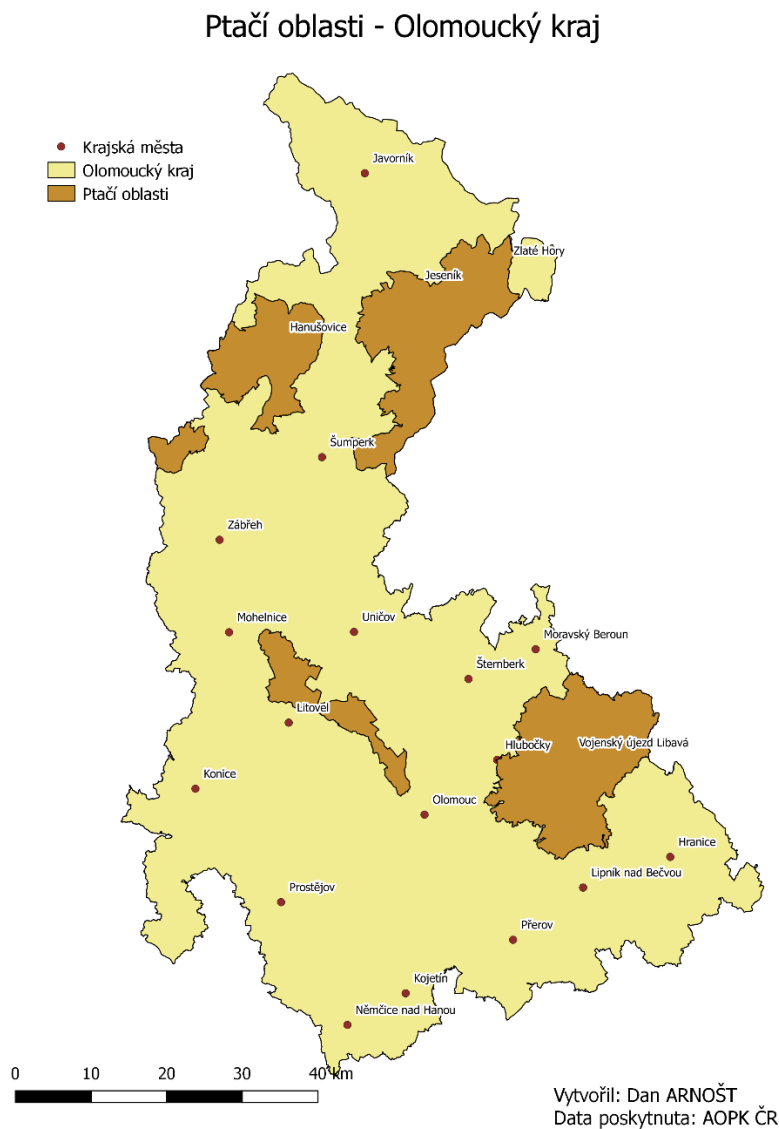 Ptačí oblasti - Olomoucký kraj
Krajská města
Olomoucký kraj
Ptačí oblasti
Javorník
Zlaté Hory
Jeseník
Hanušovice
Šumperk
Zábřeh
Mohelnice
Uničov
Moravský Beroun
Šternberk
Litovel
Hlubočky
Vojenský újezd Libavá
Konice
Olomouc
Hranice
Lipník nad Bečvou
Prostějov
Přerov
Kojetín
Němčice nad Hanou
0 10 20 30 40 km
Vytvořil: Dan ARNOŠT
Data poskytnuta: AOPK ČR